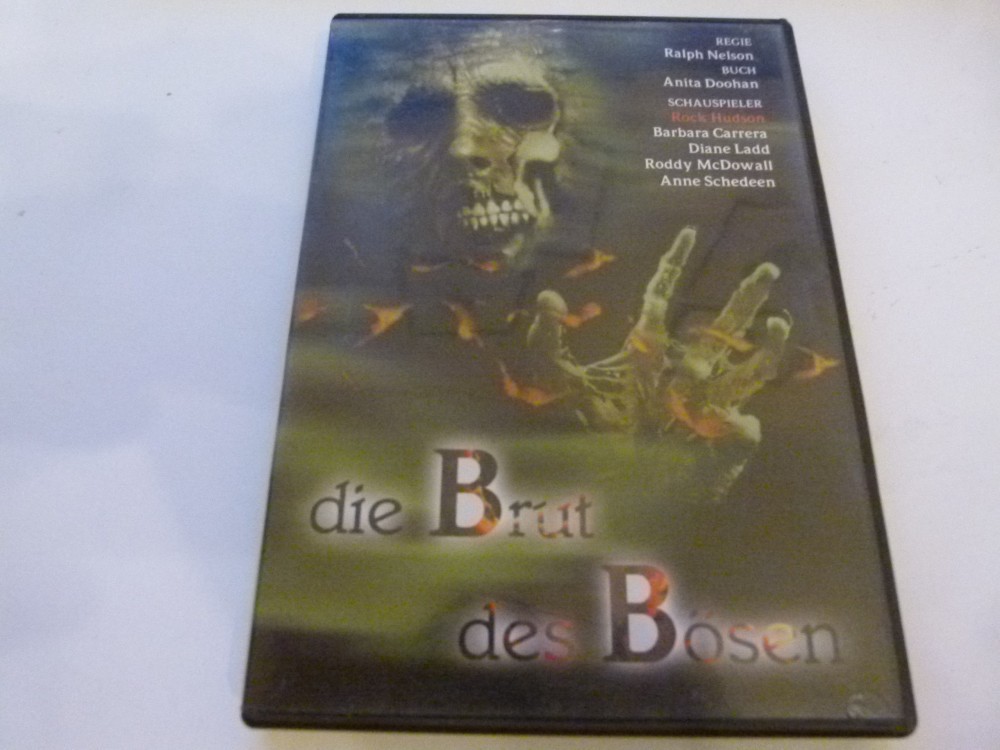 REGIE
Ralph Nelson
BUCH
Anita Doohan
SCHAUSPIELER
Rock Hudson
Barbara Carrera
Diane Ladd
Roddy McDowall
Anne Schedeen
die Brut
des Bösen